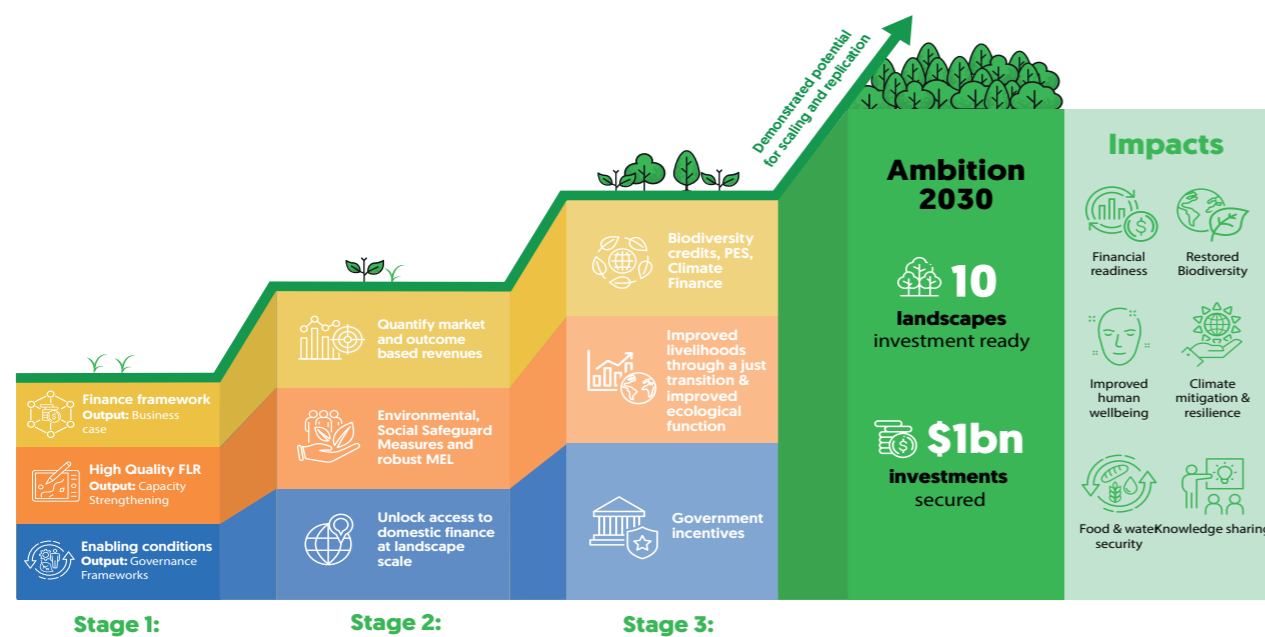 Finance framework
Output: Business
case
High Quality FLR
Output: Capacity
Strengthening
Enabling conditions
Output: Governance
Frameworks
Stage 1:
Quantify market
and outcome
based revenues
Environmental,
Social Safeguard
Measures and
robust MEL
Unlock access to
domestic finance
at landscape
scale
Stage 2:
Biodiversity
credits, PES,
Climate
Finance
Improved
livelihoods
through a just
transition &
improved
ecological
function
Government
incentives
Stage 3:
Demonstrated potential
for scaling and replication
Ambition
2030
10
landscapes
investment ready
$1bn
investments
secured
Impacts
Financial
readiness
Restored
Biodiversity
Improved
human
wellbeing
Climate
mitigation &
resilience
Food & water
security
Knowledge sharing